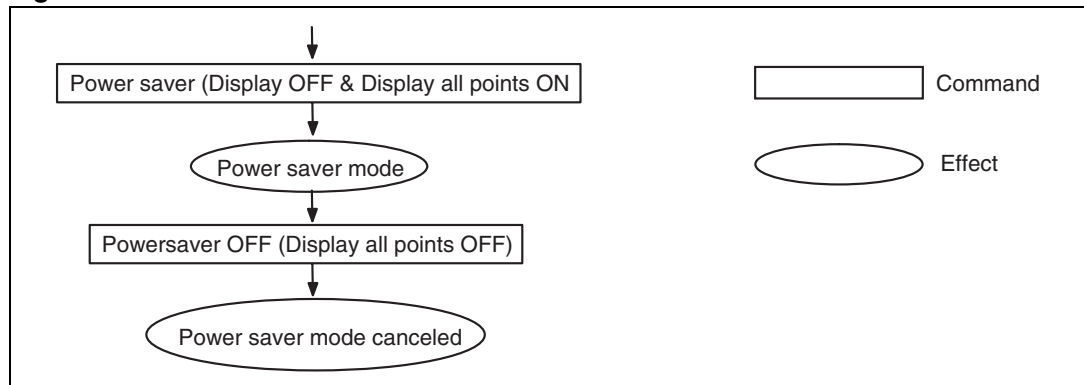 Power saver (Display OFF & Display all points ON
Command
Power saver mode
Effect
Powersaver OFF (Display all points OFF)
Power saver mode canceled